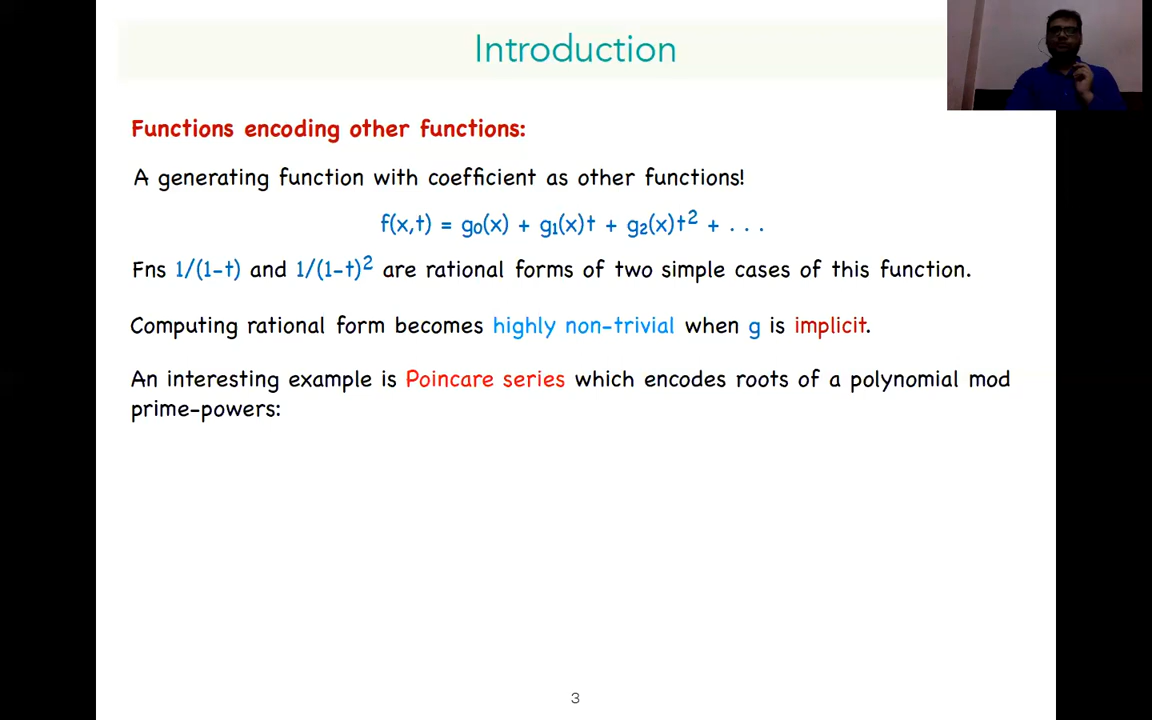 Introduction
Functions encoding other functions:
A generating function with coefficient as other functions!
f(x,t) = g₀(x) + g₁(x)t + g₂(x)t² + . . .
Fns 1/(1-t) and 1/(1-t)² are rational forms of two simple cases of this function.
Computing rational form becomes highly non-trivial when g is implicit.
An interesting example is Poincare series which encodes roots of a polynomial mod
prime-powers:
3